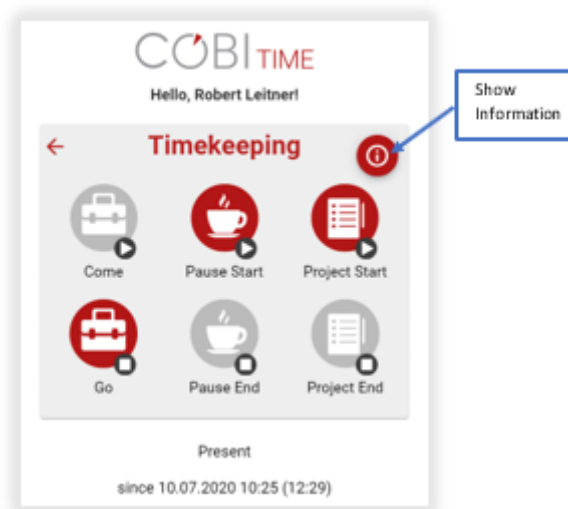 COBI TIME
Hello, Robert Leitner!
Show
Information
Timekeeping
Come
Pause Start
Project Start
Go
Pause End
Project End
Present
since 10.07.2020 10:25 (12:29)